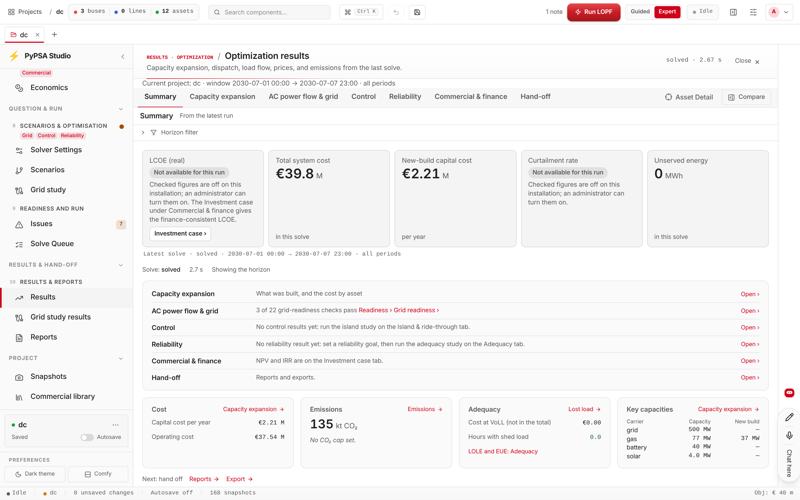 Projects / dc 3 buses 0 lines 12 assets Search components... Ctrl K 1 note Run LOPF Guided Expert Idle A
dc ×
PyPSA Studio
Commercial
Economics
QUESTION & RUN
SCENARIOS & OPTIMISATION
Grid Control Reliability
Solver Settings
Scenarios
Grid study
READINESS AND RUN
Issues 7
Solve Queue
RESULTS & HAND-OFF
RESULTS & REPORTS
Results
Grid study results
Reports
PROJECT
Snapshots
Commercial library
dc ...
Saved Autosave
PREFERENCES
Dark theme Comfy
RESULTS · OPTIMIZATION / Optimization results
Capacity expansion, dispatch, load flow, prices, and emissions from the last solve.
solved · 2.67 s Close ×
Current project: dc · window 2030-07-01 00:00 → 2030-07-07 23:00 · all periods
Summary Capacity expansion AC power flow & grid Control Reliability Commercial & finance Hand-off Asset Detail Compare
Summary From the latest run
Horizon filter
LCOE (real)
Not available for this run
Checked figures are off on this
installation; an administrator can
turn them on. The Investment case
under Commercial & finance gives
the finance-consistent LCOE.
Investment case ›
Total system cost
€39.8 M
in this solve
New-build capital cost
€2.21 M
per year
Curtailment rate
Not available for this run
Checked figures are off on this
installation; an administrator can
turn them on.
Unserved energy
0 MWh
in this solve
Latest solve · solved · 2030-07-01 00:00 → 2030-07-07 23:00 · all periods
Solve: solved 2.7 s Showing the horizon
Capacity expansion What was built, and the cost by asset Open ›
AC power flow & grid 3 of 22 grid-readiness checks pass Readiness › Grid readiness › Open ›
Control No control results yet: run the island study on the Island & ride-through tab. Open ›
Reliability No reliability result yet: set a reliability goal, then run the adequacy study on the Adequacy tab. Open ›
Commercial & finance NPV and IRR are on the Investment case tab. Open ›
Hand-off Reports and exports. Open ›
Cost Capacity expansion →
Capital cost per year €2.21 M
Operating cost €37.54 M
Emissions Emissions →
135 kt CO₂
No CO₂ cap set.
Adequacy Lost load →
Cost at VoLL (not in the total) €0.00
Hours with shed load 0.0
LOLE and EUE: Adequacy
Key capacities Capacity expansion →
Carrier Capacity New build
grid 500 MW —
gas 77 MW 37 MW
battery 40 MW —
solar 4.0 MW —
Next: hand off Reports → Export →
Chat here
Idle dc 0 unsaved changes Autosave off 168 snapshots Obj: € 40 m